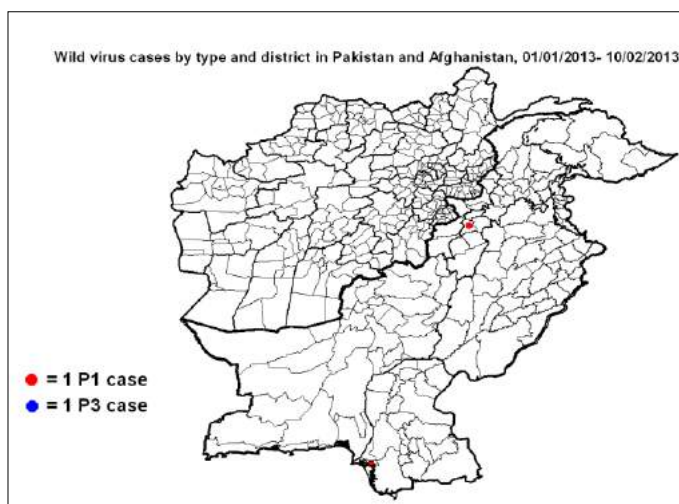 Wild virus cases by type and district in Pakistan and Afghanistan, 01/01/2013- 10/02/2013
= 1 P1 case
= 1 P3 case